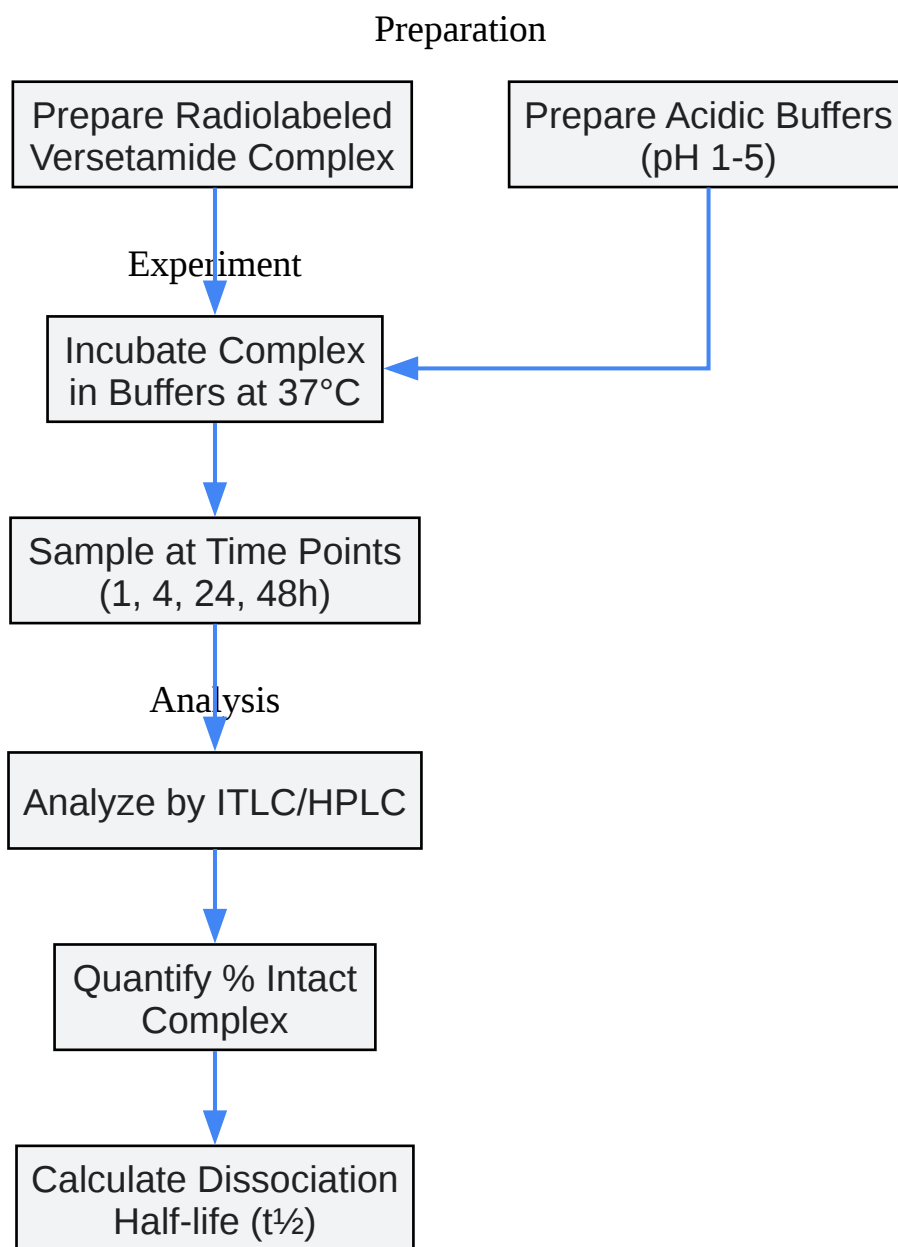 Preparation
Prepare Radiolabeled
Versetamide Complex
Prepare Acidic Buffers
(pH 1-5)
Experiment
Incubate Complex
in Buffers at 37°C
Sample at Time Points
(1, 4, 24, 48h)
Analysis
Analyze by ITLC/HPLC
Quantify % Intact
Complex
Calculate Dissociation
Half-life (t½)